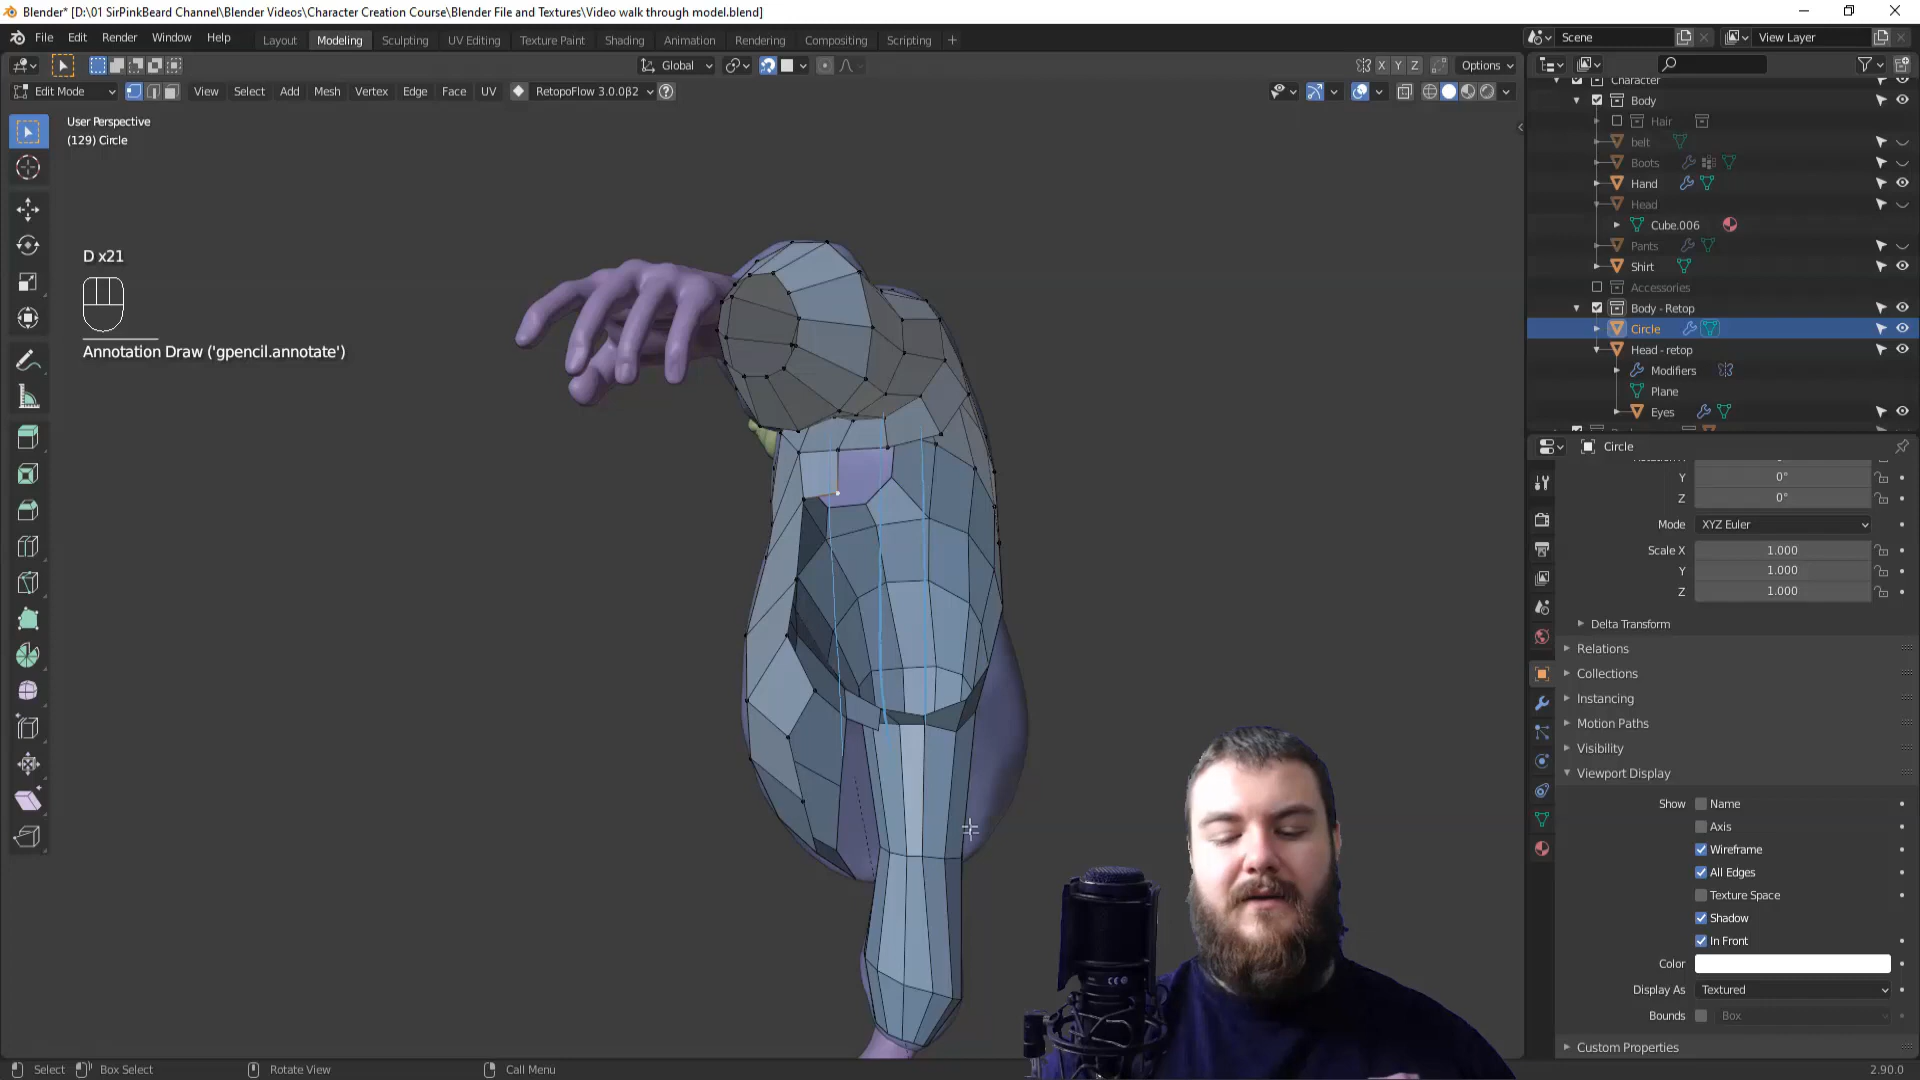 Blender* [D:\01 SirPinkBeard Channel\Blender Videos\Character Creation Course\Blender File and Textures\Video walk through model.blend]
File Edit Render Window Help Layout Modeling Sculpting UV Editing Texture Paint Shading Animation Rendering Compositing Scripting Scene View Layer
Global X Y Z Options
Edit Mode View Select Add Mesh Vertex Edge Face UV RetopoFlow 3.0.0β2
User Perspective
(129) Circle
D x21
Annotation Draw ('gpencil.annotate')
Character
Body
Hair
belt
Boots
Hand
Head
Cube.006
Pants
Shirt
Accessories
Body - Retop
Circle
Head - retop
Modifiers
Plane
Eyes
Circle
Y 0°
Z 0°
Mode XYZ Euler
Scale X 1.000
Y 1.000
Z 1.000
Delta Transform
Relations
Collections
Instancing
Motion Paths
Visibility
Viewport Display
Show Name
Axis
Wireframe
All Edges
Texture Space
Shadow
In Front
Color
Display As Textured
Bounds Box
Custom Properties
Select Box Select Rotate View Call Menu 2.90.0